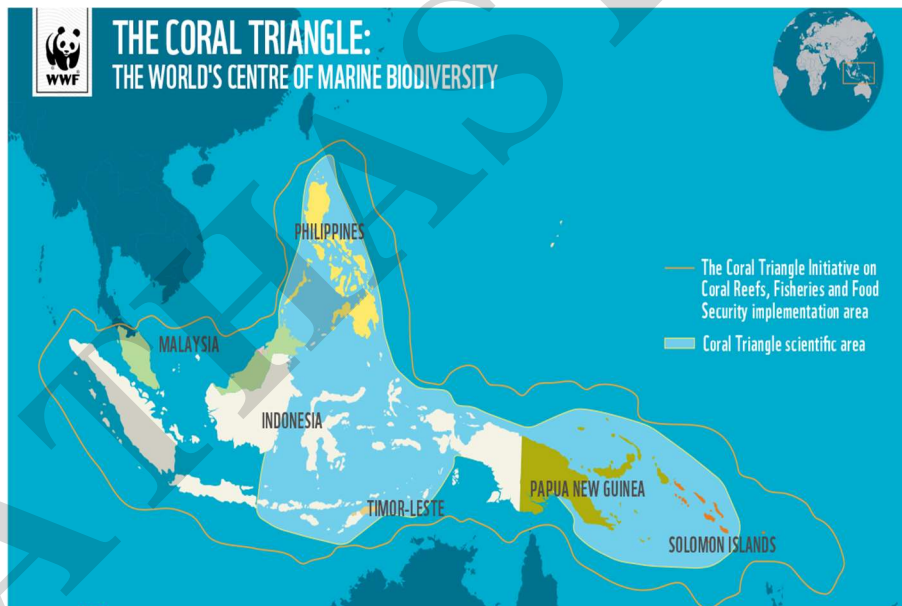 WWF
THE CORAL TRIANGLE:
THE WORLD'S CENTRE OF MARINE BIODIVERSITY
PHILIPPINES
The Coral Triangle Initiative on
Coral Reefs, Fisheries and Food
Security implementation area
MALAYSIA
Coral Triangle scientific area
INDONESIA
PAPUA NEW GUINEA
TIMOR-LESTE
SOLOMON ISLANDS